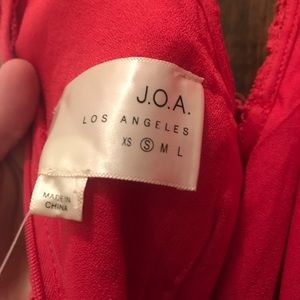 J.O.A.
LOS ANGELES
XS S M L
MADE IN
CHINA